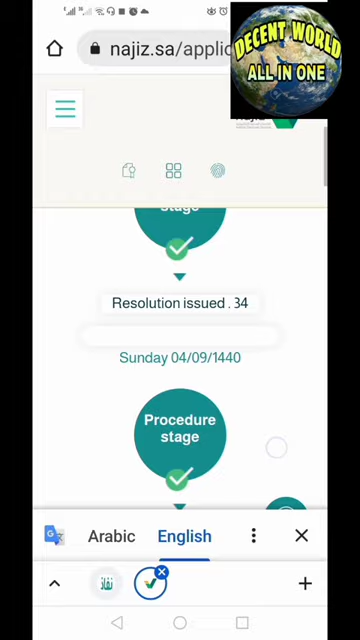 najiz.sa/applic
DECENT WORLD
ALL IN ONE
stage
Resolution issued . 34
Sunday 04/09/1440
Procedure
stage
Arabic
English
نفاذ